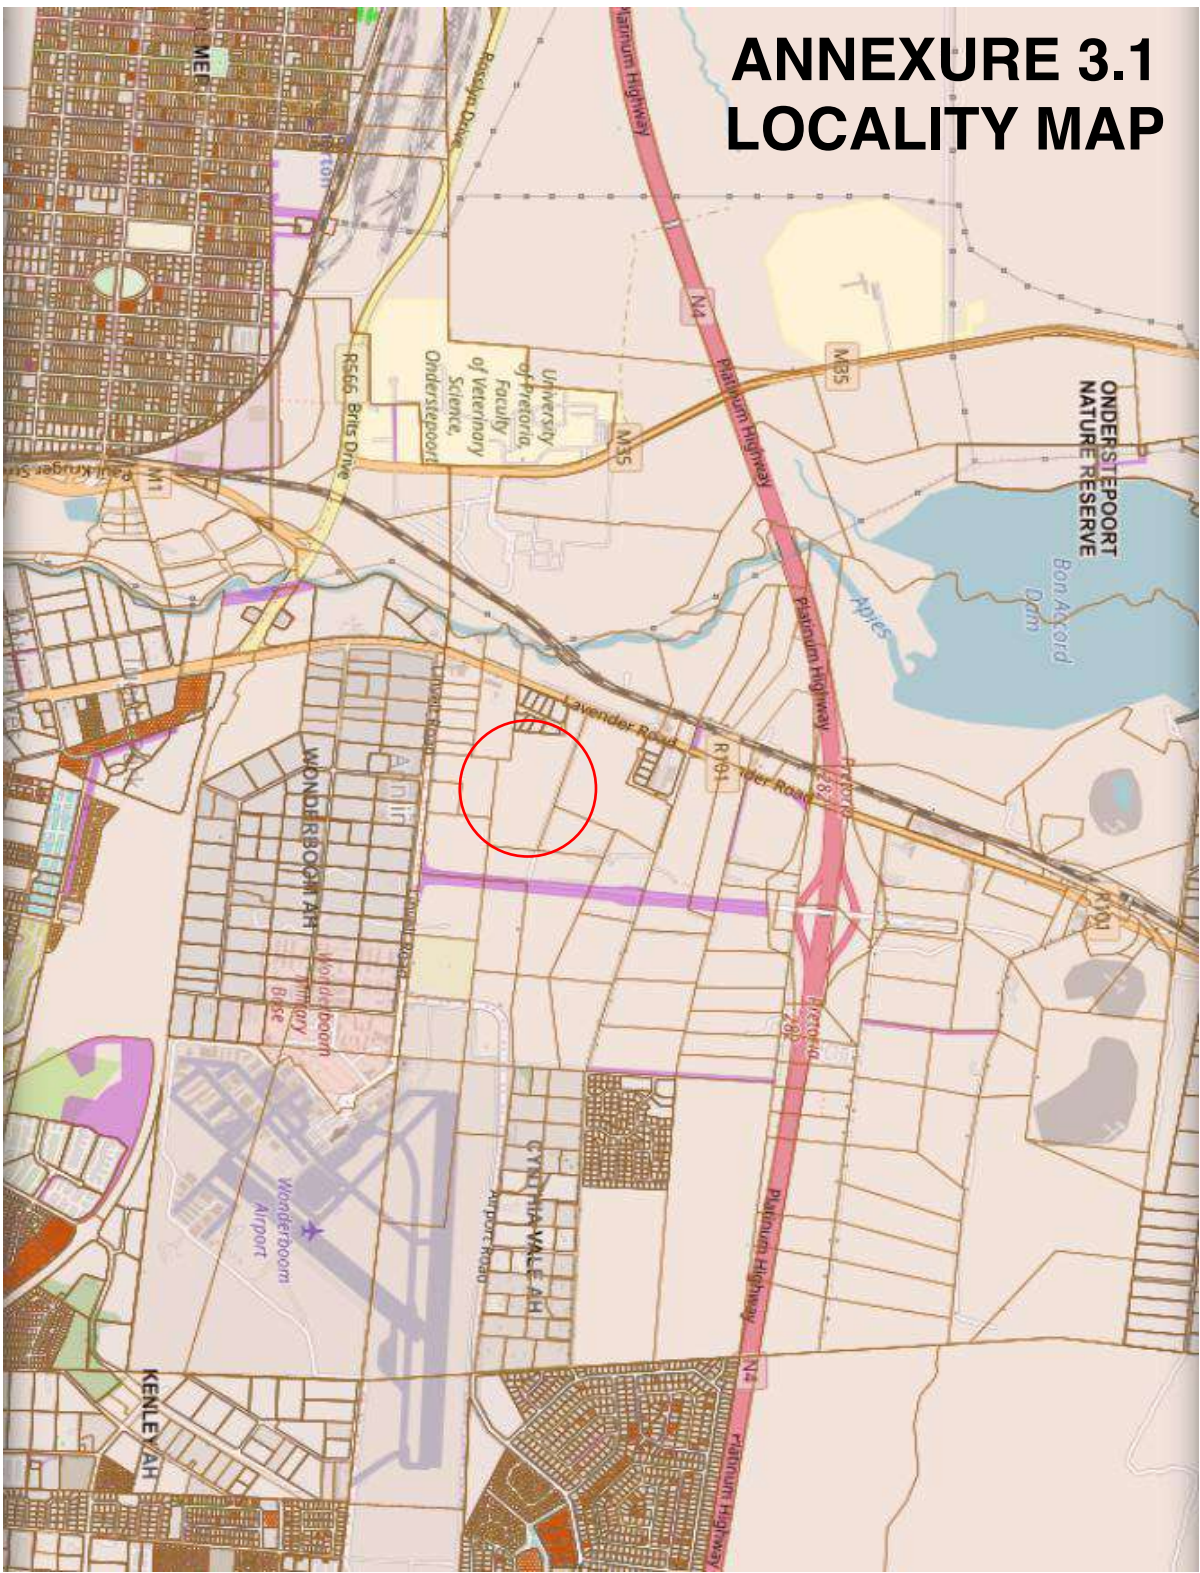 ANNEXURE 3.1
LOCALITY MAP
Platinum Highway
Rosslyn Drive
N4
M35
Platinum Highway
ONDERSTEPOORT
NATURE RESERVE
R566 Brits Drive
University
of Pretoria,
Faculty
of Veterinary
Science,
Onderstepoort
M35
M1
Bon Accord
Dam
Apies
Platinum Highway
Lavender Road
R101
R101
WONDERBOOM AH
Wonderboom
Military
Base
Pretoria
282
Wonderboom
Airport
CYNTHIA VALE AH
Airport Road
Platinum Highway
N4
KENLEY AH
Platinum Highway